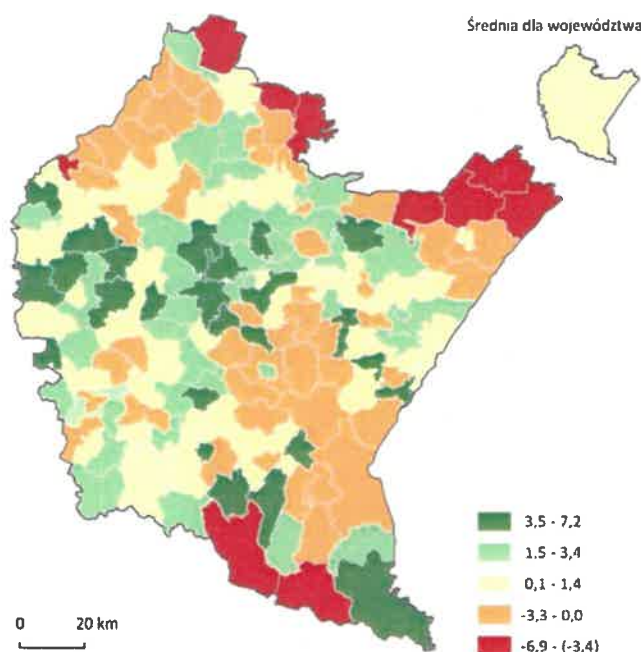 Średnia dla województwa
3,5 - 7,2
1.5 - 3,4
0,1 - 1,4
-3,3 - 0,0
-6,9 - (-3,4)
0 20 km